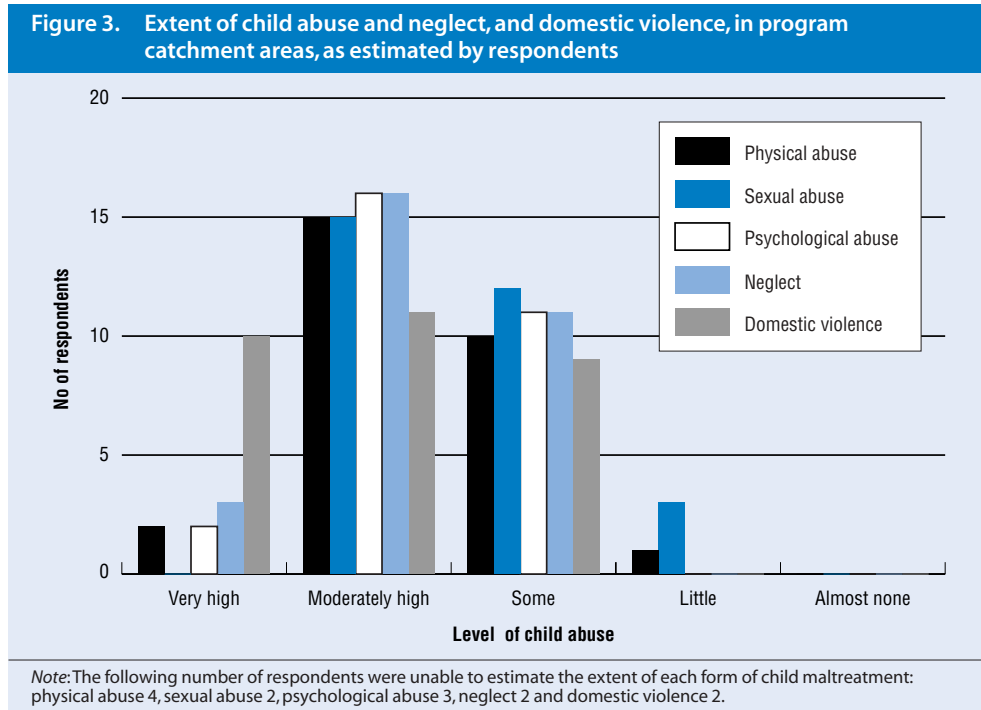 Figure 3. Extent of child abuse and neglect, and domestic violence, in program
catchment areas, as estimated by respondents
20
15
10
5
0
No of respondents
Physical abuse
Sexual abuse
Psychological abuse
Neglect
Domestic violence
Very high
Moderately high
Some
Little
Almost none
Level of child abuse
Note: The following number of respondents were unable to estimate the extent of each form of child maltreatment:
physical abuse 4, sexual abuse 2, psychological abuse 3, neglect 2 and domestic violence 2.